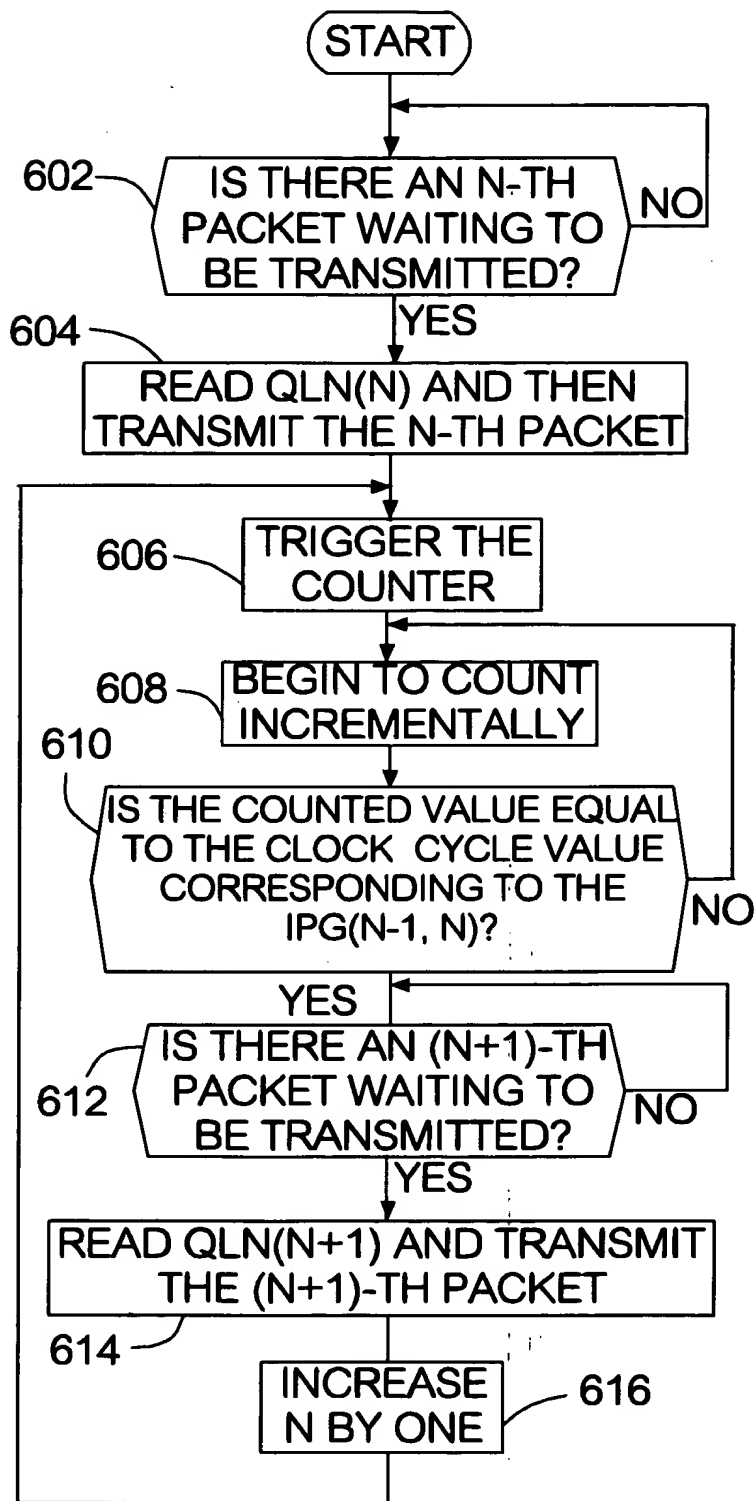 START
602
IS THERE AN N-TH
PACKET WAITING TO
BE TRANSMITTED?
NO
YES
604
READ QLN(N) AND THEN
TRANSMIT THE N-TH PACKET
606
TRIGGER THE
COUNTER
608
BEGIN TO COUNT
INCREMENTALLY
610
IS THE COUNTED VALUE EQUAL
TO THE CLOCK CYCLE VALUE
CORRESPONDING TO THE
IPG(N-1, N)?
NO
YES
612
IS THERE AN (N+1)-TH
PACKET WAITING TO
BE TRANSMITTED?
NO
YES
READ QLN(N+1) AND TRANSMIT
THE (N+1)-TH PACKET
614
INCREASE
N BY ONE
616